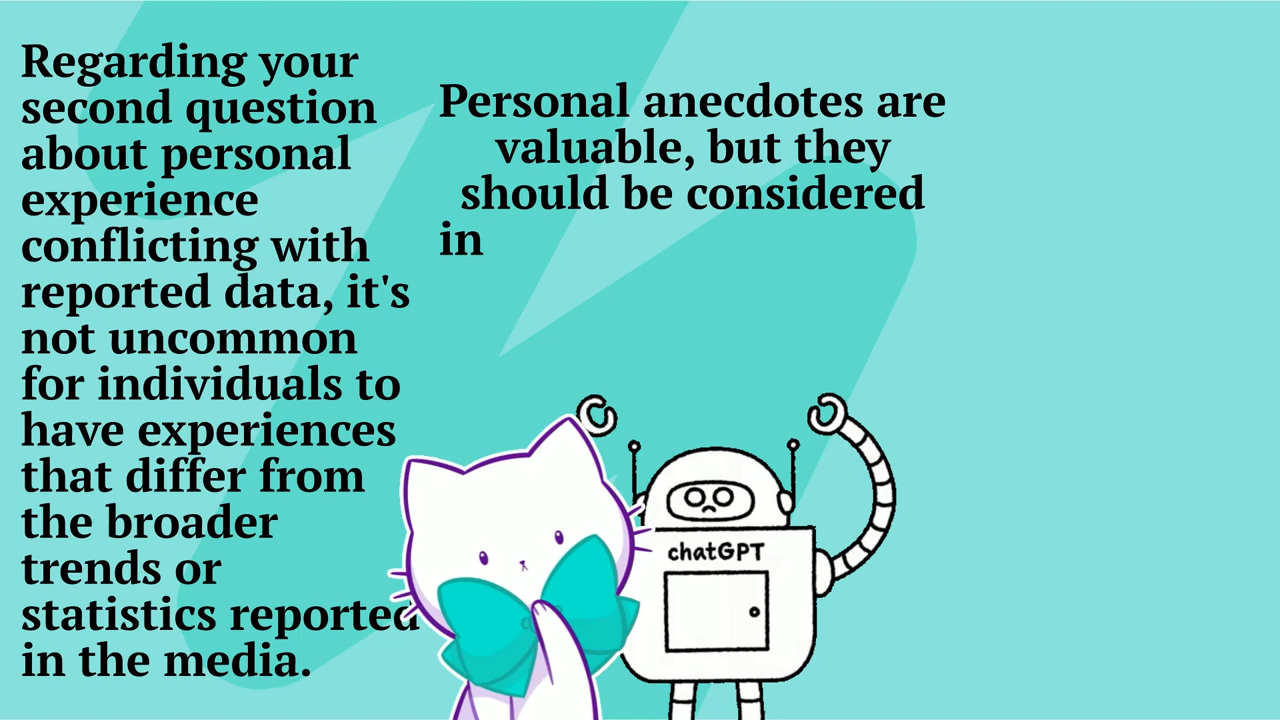 Regarding your
second question
about personal
experience
conflicting with
reported data, it's
not uncommon
for individuals to
have experiences
that differ from
the broader
trends or
statistics reported
in the media.
Personal anecdotes are
valuable, but they
should be considered
in
chatGPT